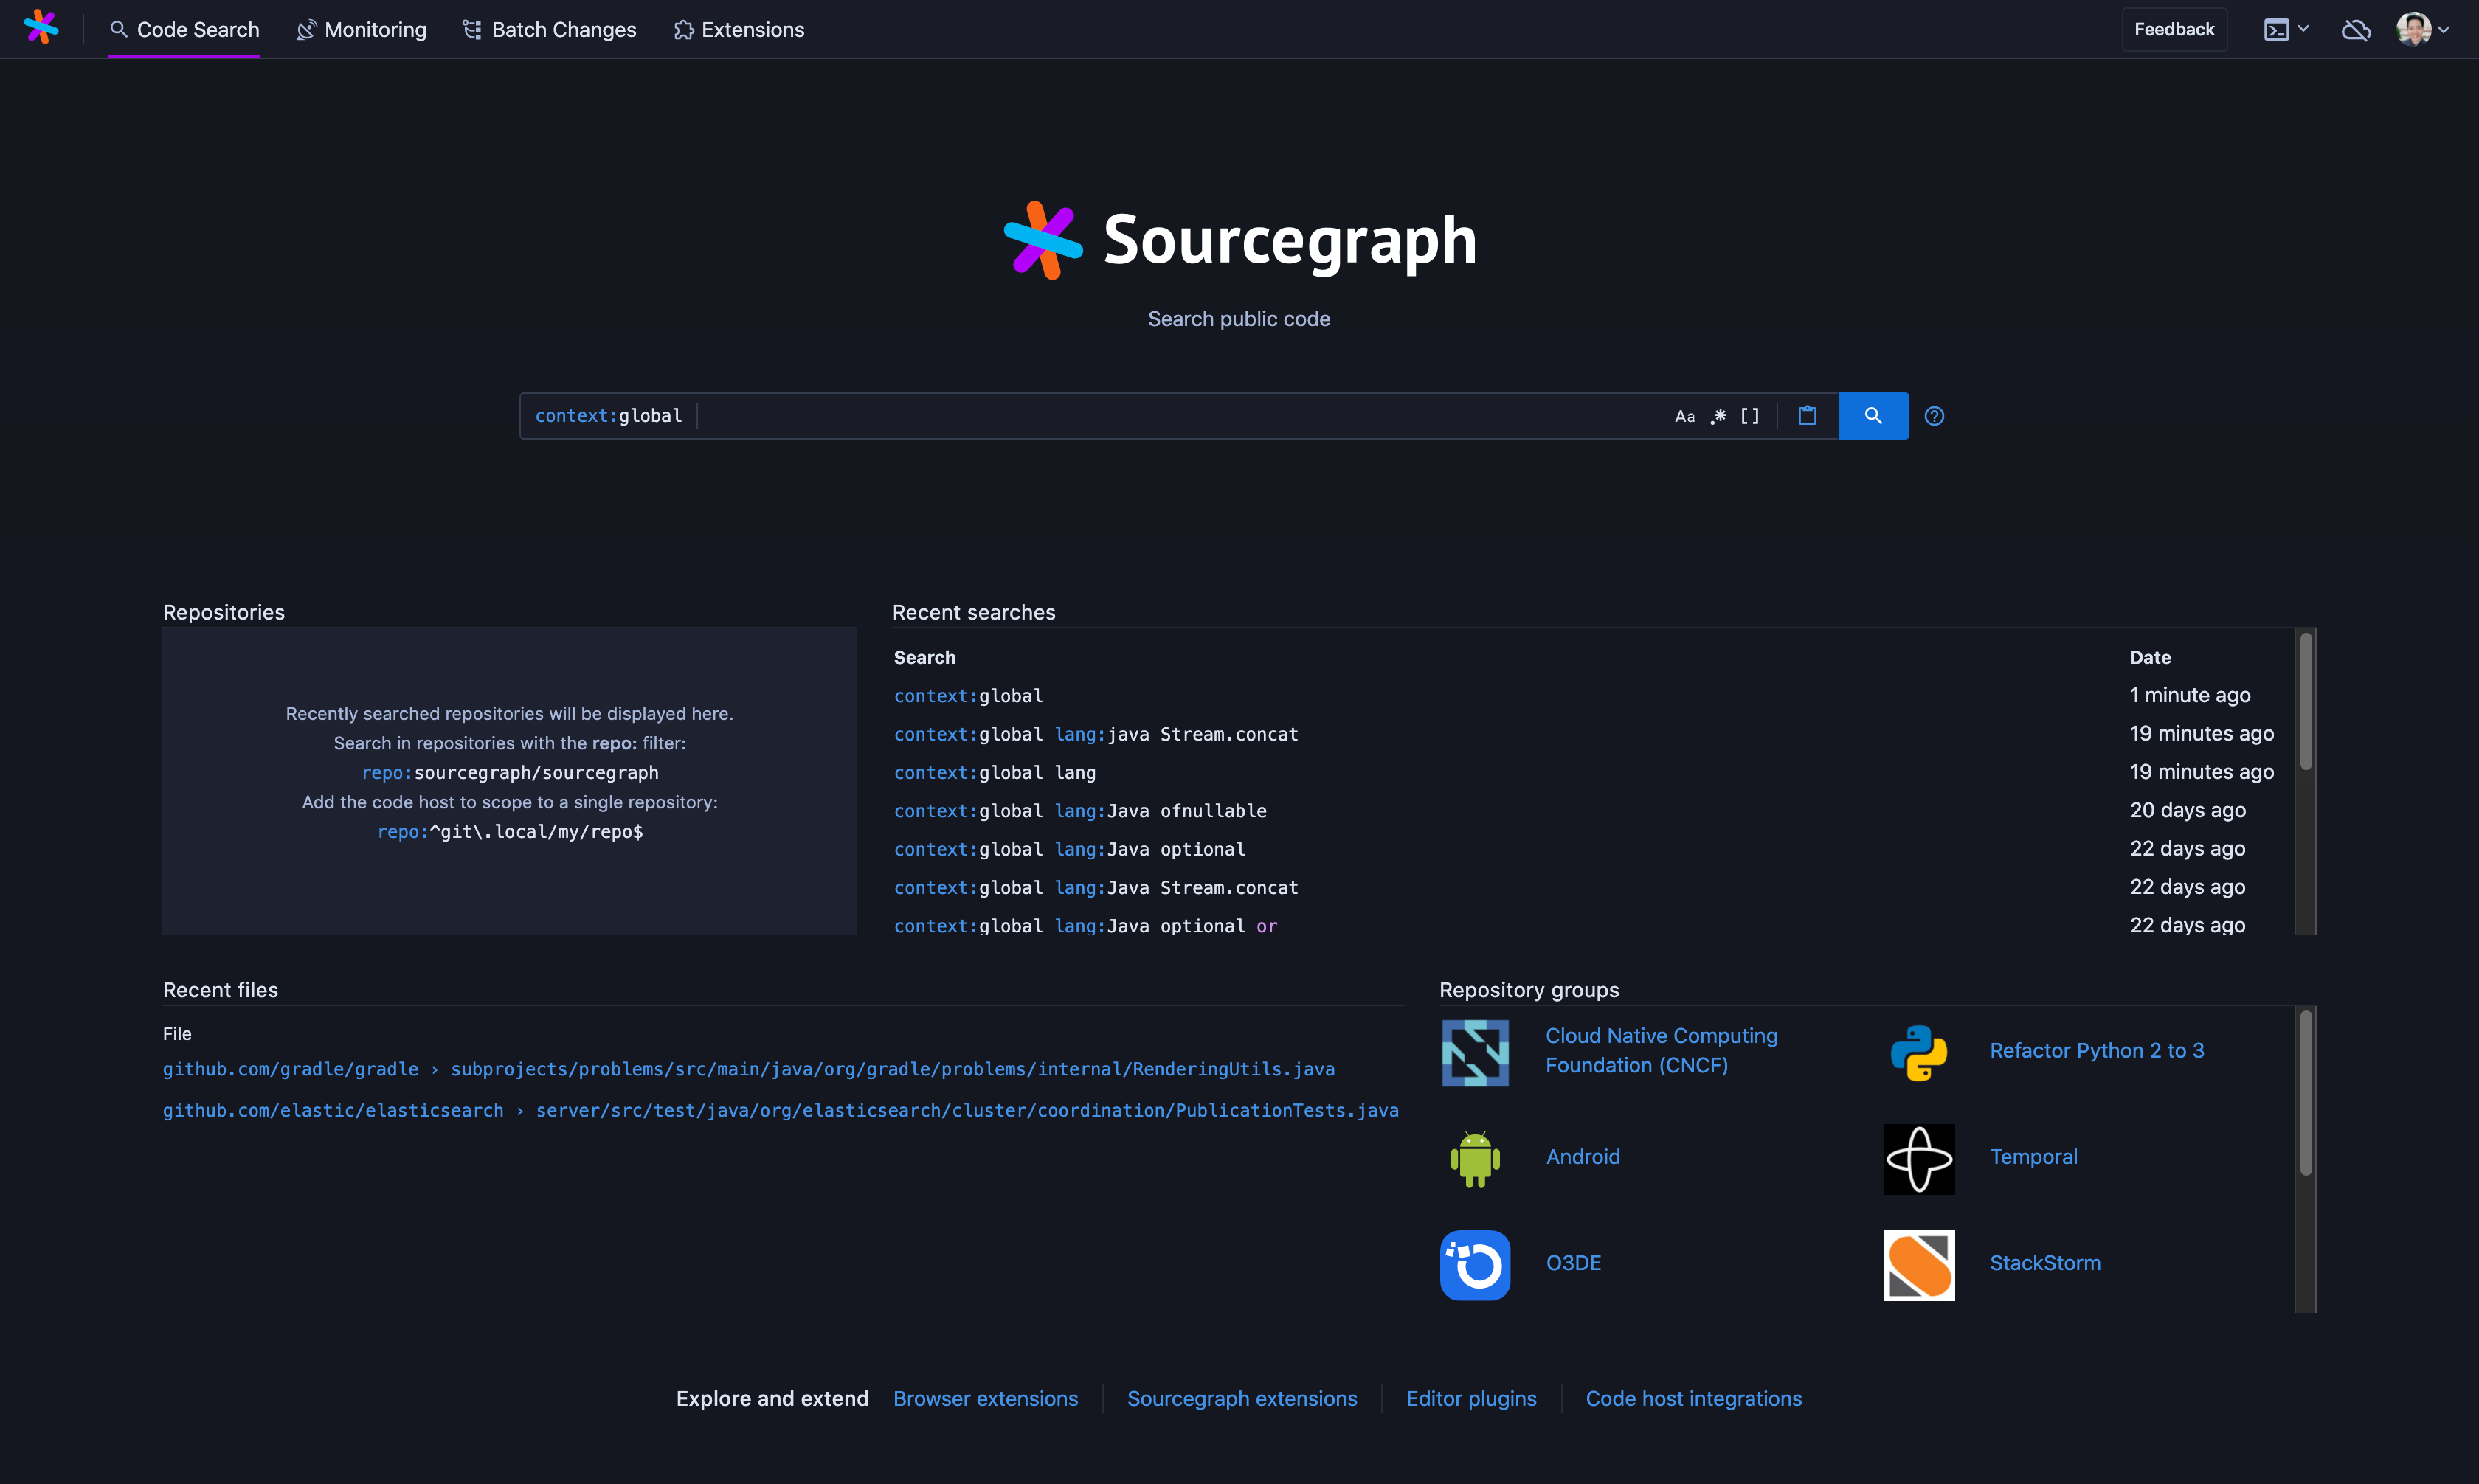 Code Search
Monitoring
Batch Changes
Extensions
Feedback
Sourcegraph
Search public code
context:global
Aa .* []
Repositories
Recently searched repositories will be displayed here.
Search in repositories with the repo: filter:
repo:sourcegraph/sourcegraph
Add the code host to scope to a single repository:
repo:^git\.local/my/repo$
Recent searches
Search Date
context:global 1 minute ago
context:global lang:java Stream.concat 19 minutes ago
context:global lang 19 minutes ago
context:global lang:Java ofnullable 20 days ago
context:global lang:Java optional 22 days ago
context:global lang:Java Stream.concat 22 days ago
context:global lang:Java optional or 22 days ago
Recent files
File
github.com/gradle/gradle › subprojects/problems/src/main/java/org/gradle/problems/internal/RenderingUtils.java
github.com/elastic/elasticsearch › server/src/test/java/org/elasticsearch/cluster/coordination/PublicationTests.java
Repository groups
Cloud Native Computing
Foundation (CNCF)
Refactor Python 2 to 3
Android
Temporal
O3DE
StackStorm
Explore and extend Browser extensions Sourcegraph extensions Editor plugins Code host integrations